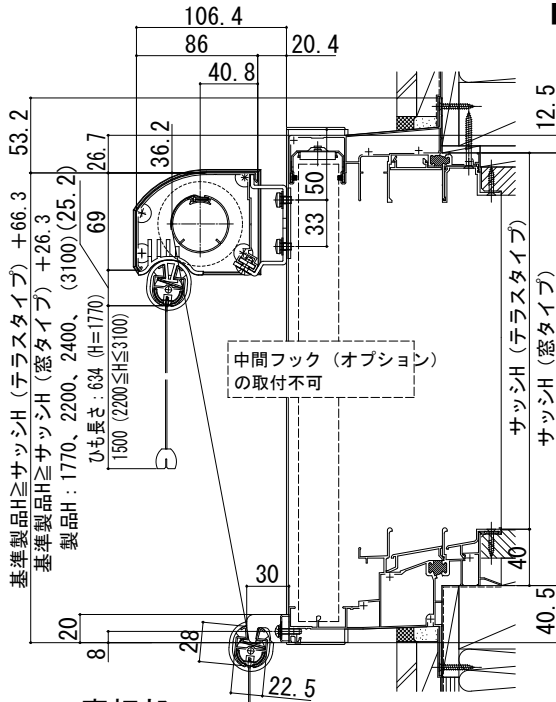 106.4
86
20.4
40.8
53.2
26.7
36.2
12.5
50
33
69
(25.2)
基準製品H≧サッシH(テラスタイプ)+66.3
基準製品H≧サッシH(窓タイプ)+26.3
製品H:1770、2200、2400、(3100)
ひも長さ:634(H=1770)
1500(2200≦H≦3100)
中間フック(オプション)
の取付不可
サッシH(テラスタイプ)
サッシH(窓タイプ)
30
40
40.5
20
8
28
22.5